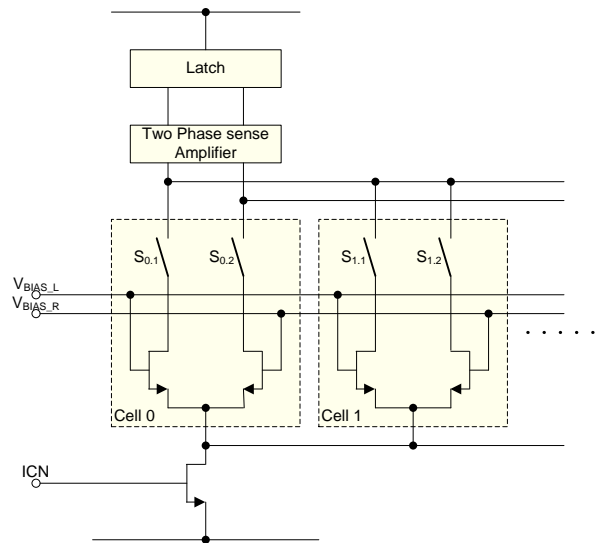 Latch
Two Phase sense
Amplifier
S0.1
S0.2
S1.1
S1.2
VBIAS_L
VBIAS_R
. . . . .
Cell 0
Cell 1
ICN